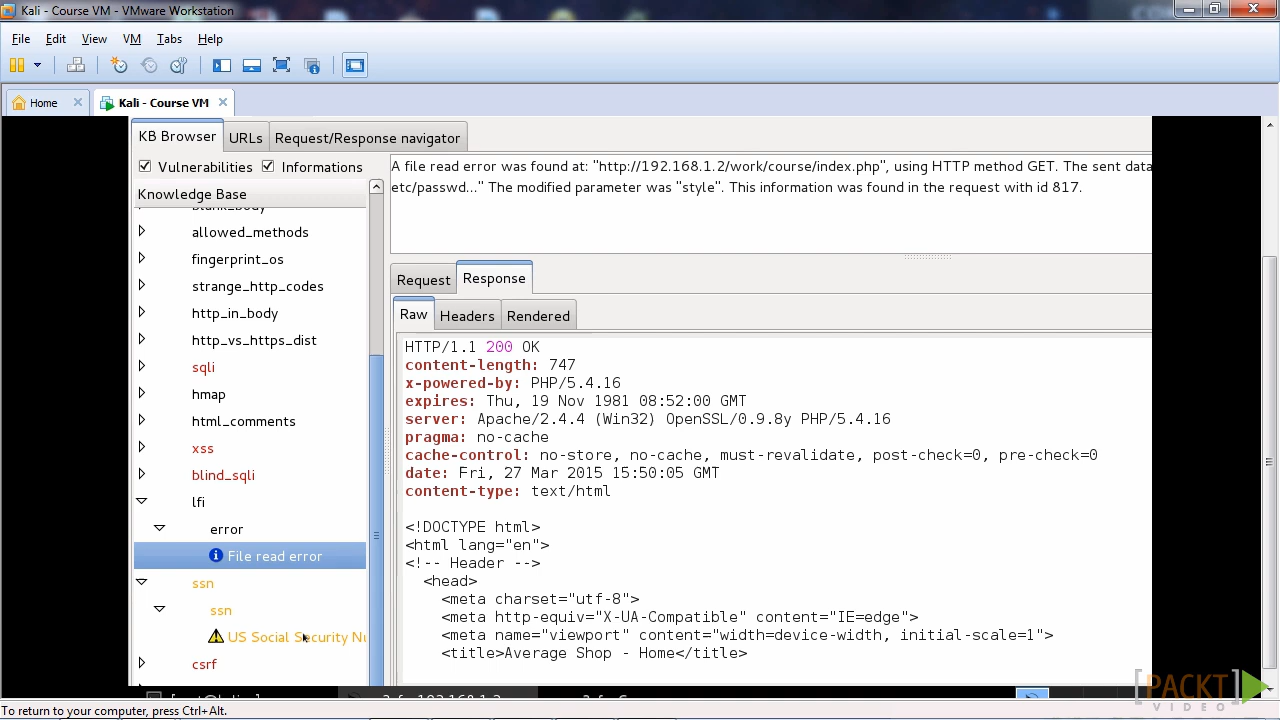 Kali - Course VM - VMware Workstation
File Edit View VM Tabs Help
Home
Kali - Course VM
KB Browser URLs Request/Response navigator
Vulnerabilities Informations
Knowledge Base
blank_body
allowed_methods
fingerprint_os
strange_http_codes
http_in_body
http_vs_https_dist
sqli
hmap
html_comments
xss
blind_sqli
lfi
error
File read error
ssn
ssn
US Social Security Nu
csrf
A file read error was found at: "http://192.168.1.2/work/course/index.php", using HTTP method GET. The sent data
etc/passwd..." The modified parameter was "style". This information was found in the request with id 817.
Request Response
Raw Headers Rendered
HTTP/1.1 200 OK
content-length: 747
x-powered-by: PHP/5.4.16
expires: Thu, 19 Nov 1981 08:52:00 GMT
server: Apache/2.4.4 (Win32) OpenSSL/0.9.8y PHP/5.4.16
pragma: no-cache
cache-control: no-store, no-cache, must-revalidate, post-check=0, pre-check=0
date: Fri, 27 Mar 2015 15:50:05 GMT
content-type: text/html
<!DOCTYPE html>
<html lang="en">
<!-- Header -->
<head>
<meta charset="utf-8">
<meta http-equiv="X-UA-Compatible" content="IE=edge">
<meta name="viewport" content="width=device-width, initial-scale=1">
<title>Average Shop - Home</title>
To return to your computer, press Ctrl+Alt.
[PACKT]
VIDEO